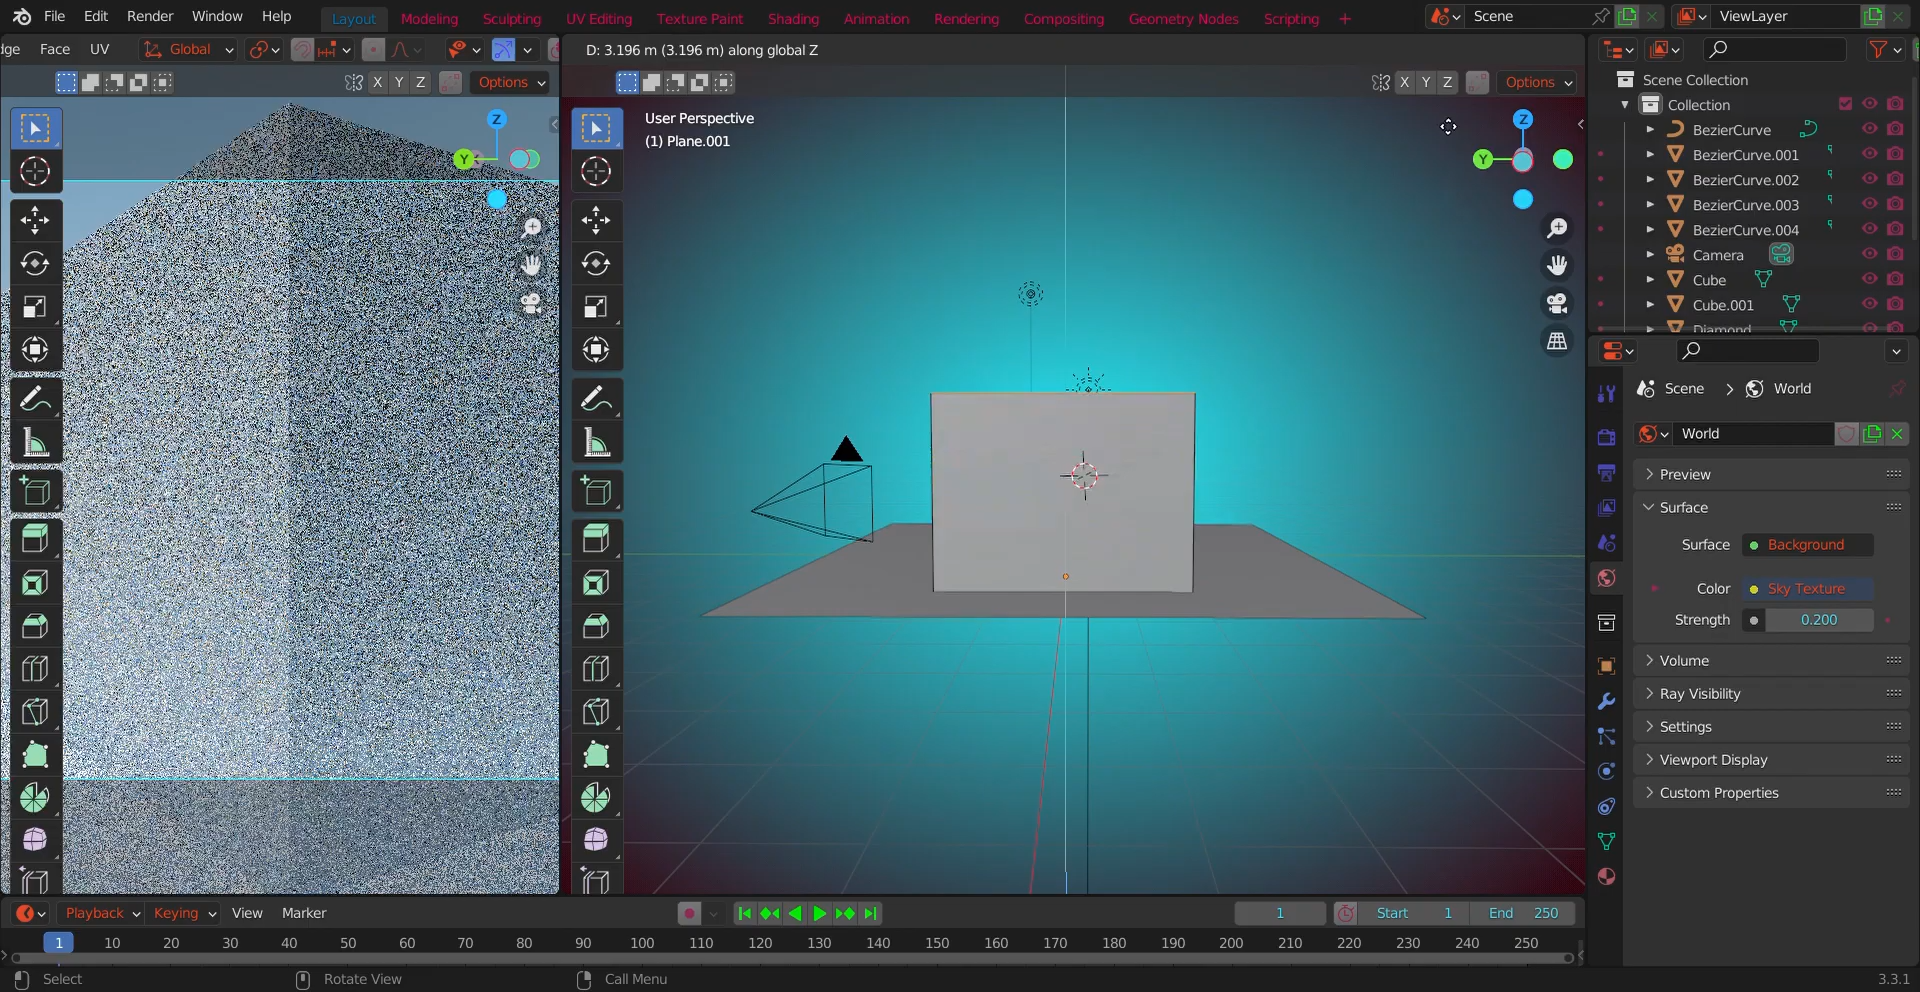 File Edit Render Window Help Layout Modeling Sculpting UV Editing Texture Paint Shading Animation Rendering Compositing Geometry Nodes Scripting + Scene ViewLayer
dge Face UV Global
D: 3.196 m (3.196 m) along global Z
X Y Z Options
X Y Z Options
Z
Y
User Perspective
(1) Plane.001
Z
Y
Scene Collection
Collection
BezierCurve
BezierCurve.001
BezierCurve.002
BezierCurve.003
BezierCurve.004
Camera
Cube
Cube.001
Diamond
Scene > World
World
Preview
Surface
Surface Background
Color Sky Texture
Strength 0.200
Volume
Ray Visibility
Settings
Viewport Display
Custom Properties
Playback Keying View Marker 1 Start 1 End 250
1 10 20 30 40 50 60 70 80 90 100 110 120 130 140 150 160 170 180 190 200 210 220 230 240 250
Select Rotate View Call Menu 3.3.1